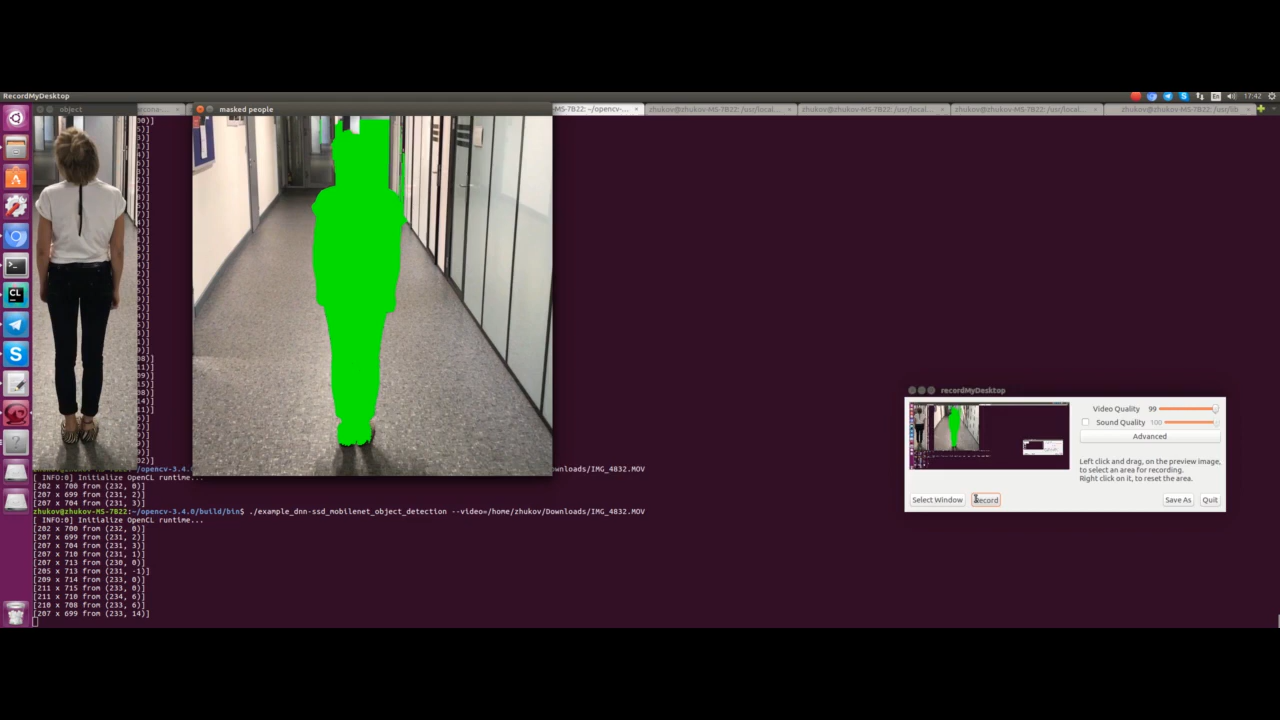 RecordMyDesktop
En
17:42
object
masked people
MS-7B22: ~/opencv-...
zhukov@zhukov-MS-7B22: /usr/local...
zhukov@zhukov-MS-7B22: /usr/local...
zhukov@zhukov-MS-7B22: /usr/local...
zhukov@zhukov-MS-7B22: /usr/lib
/opencv-3.4.
ownloads/IMG_4832.MOV
[ INFO:0] Initialize OpenCL runtime...
[202 x 700 from (232, 0)]
[207 x 699 from (231, 2)]
[207 x 704 from (231, 3)]
zhukov@zhukov-MS-7B22:~/opencv-3.4.0/build/bin$ ./example_dnn-ssd_mobilenet_object_detection --video=/home/zhukov/Downloads/IMG_4832.MOV
[ INFO:0] Initialize OpenCL runtime...
[202 x 700 from (232, 0)]
[207 x 699 from (231, 2)]
[207 x 704 from (231, 3)]
[207 x 710 from (231, 1)]
[207 x 713 from (230, 0)]
[205 x 713 from (231, -1)]
[209 x 714 from (233, 0)]
[211 x 715 from (233, 0)]
[211 x 710 from (234, 6)]
[210 x 708 from (233, 6)]
[207 x 699 from (233, 14)]
recordMyDesktop
Video Quality 99
Sound Quality 100
Advanced
Left click and drag, on the preview image,
to select an area for recording.
Right click on it, to reset the area.
Select Window
Record
Save As
Quit
CL
S